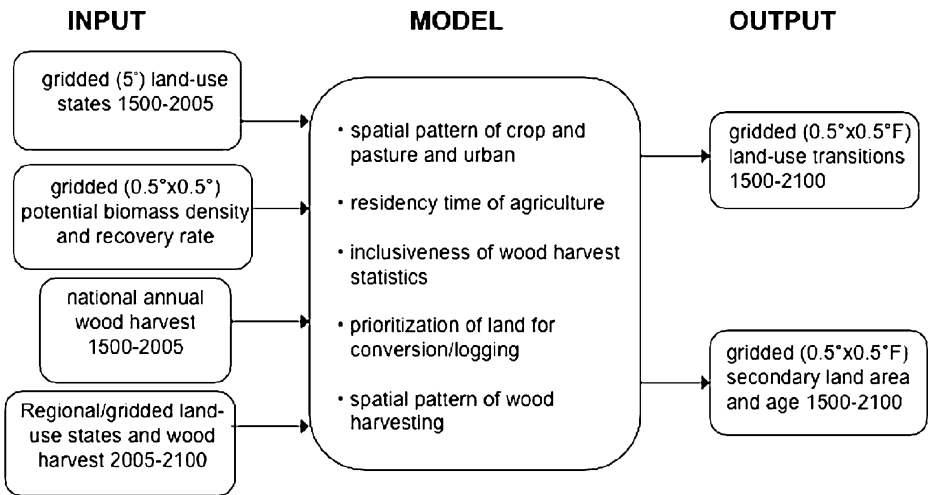 INPUT
MODEL
OUTPUT
gridded (5°) land-use
states 1500-2005
gridded (0.5°x0.5°)
potential biomass density
and recovery rate
national annual
wood harvest
1500-2005
Regional/gridded land-
use states and wood
harvest 2005-2100
• spatial pattern of crop and
pasture and urban
• residency time of agriculture
• inclusiveness of wood harvest
statistics
• prioritization of land for
conversion/logging
• spatial pattern of wood
harvesting
gridded (0.5°x0.5°F)
land-use transitions
1500-2100
gridded (0.5°x0.5°F)
secondary land area
and age 1500-2100